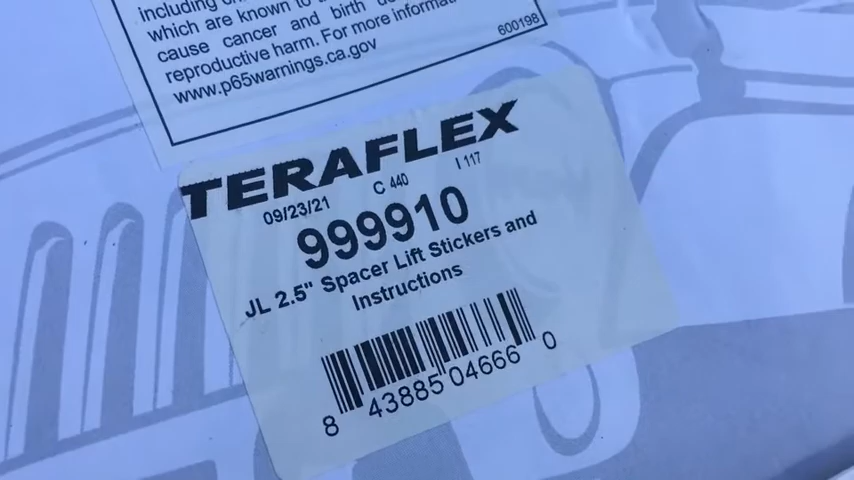 including
which are known to
cause cancer and birth
reproductive harm. For more
www.p65warnings.ca.gov
600198
TERAFLEX
09/23/21 C 440 I 117
999910
JL 2.5" Spacer Lift Stickers and
Instructions
8 43885 04666 0